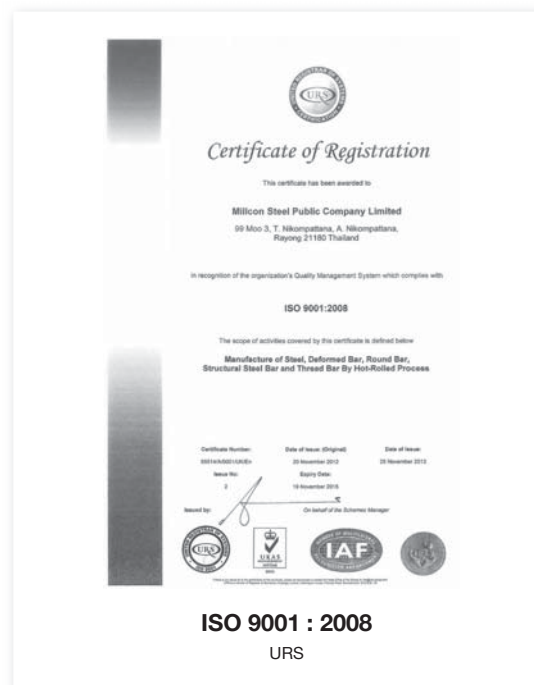 URS
Certificate of Registration
This certificate has been awarded to
Millcon Steel Public Company Limited
99 Moo 3, T. Nikompattana, A. Nikompattana,
Rayong 21180 Thailand
in recognition of the organization's Quality Management System which complies with
ISO 9001:2008
The scope of activities covered by this certificate is defined below
Manufacture of Steel, Deformed Bar, Round Bar,
Structural Steel Bar and Thread Bar By Hot-Rolled Process
Certificate Number: Date of Issue: (Original) Date of Issue:
20 November 2012
Issue No: Expiry Date:
2 19 November 2015
Issued by: On behalf of the Schemes Manager
URS
UKAS
IAF
ISO 9001 : 2008
URS